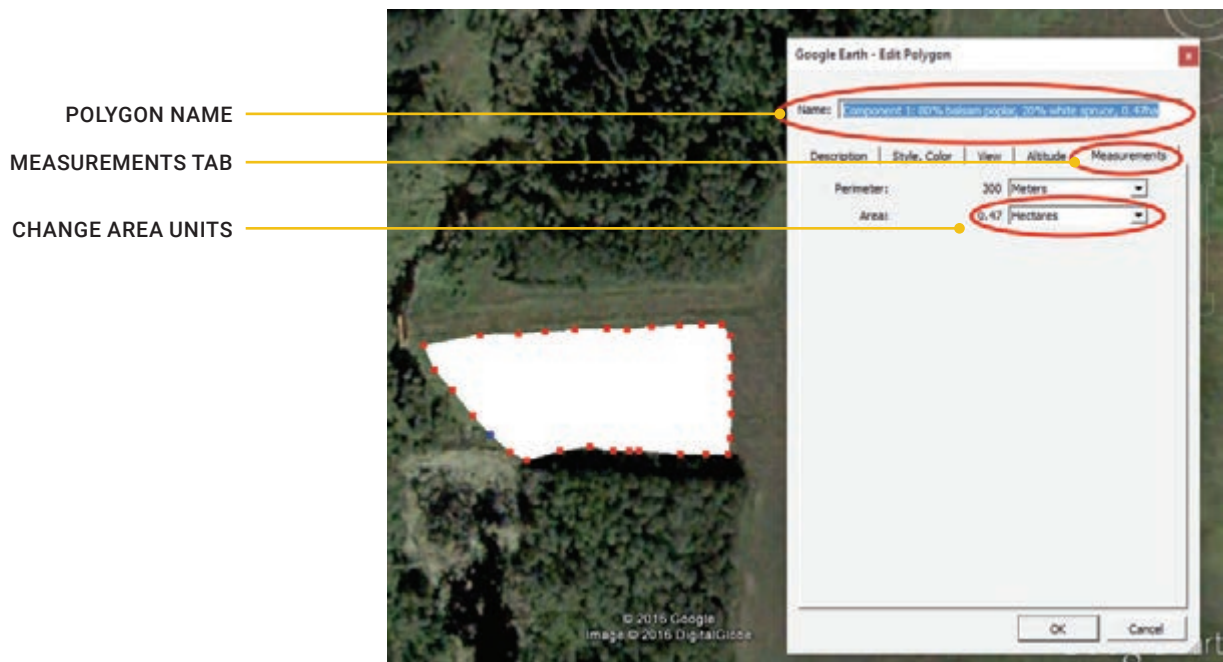 POLYGON NAME
MEASUREMENTS TAB
CHANGE AREA UNITS
Google Earth - Edit Polygon
Name: Component 1: 80% balsam poplar, 20% white spruce, 0.47ha
Description Style, Color View Altitude Measurements
Perimeter: 300 Meters
Area: 0.47 Hectares
© 2016 Google
Image © 2016 DigitalGlobe
OK Cancel